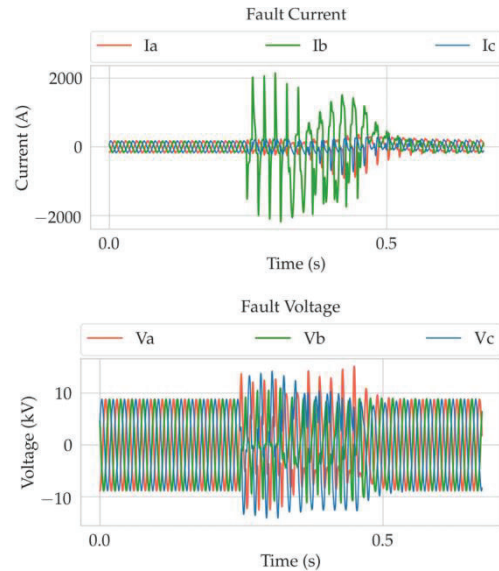 Fault Current
Ia Ib Ic
2000
0
−2000
Current (A)
0.0 0.5
Time (s)
Fault Voltage
Va Vb Vc
10
0
−10
Voltage (kV)
0.0 0.5
Time (s)